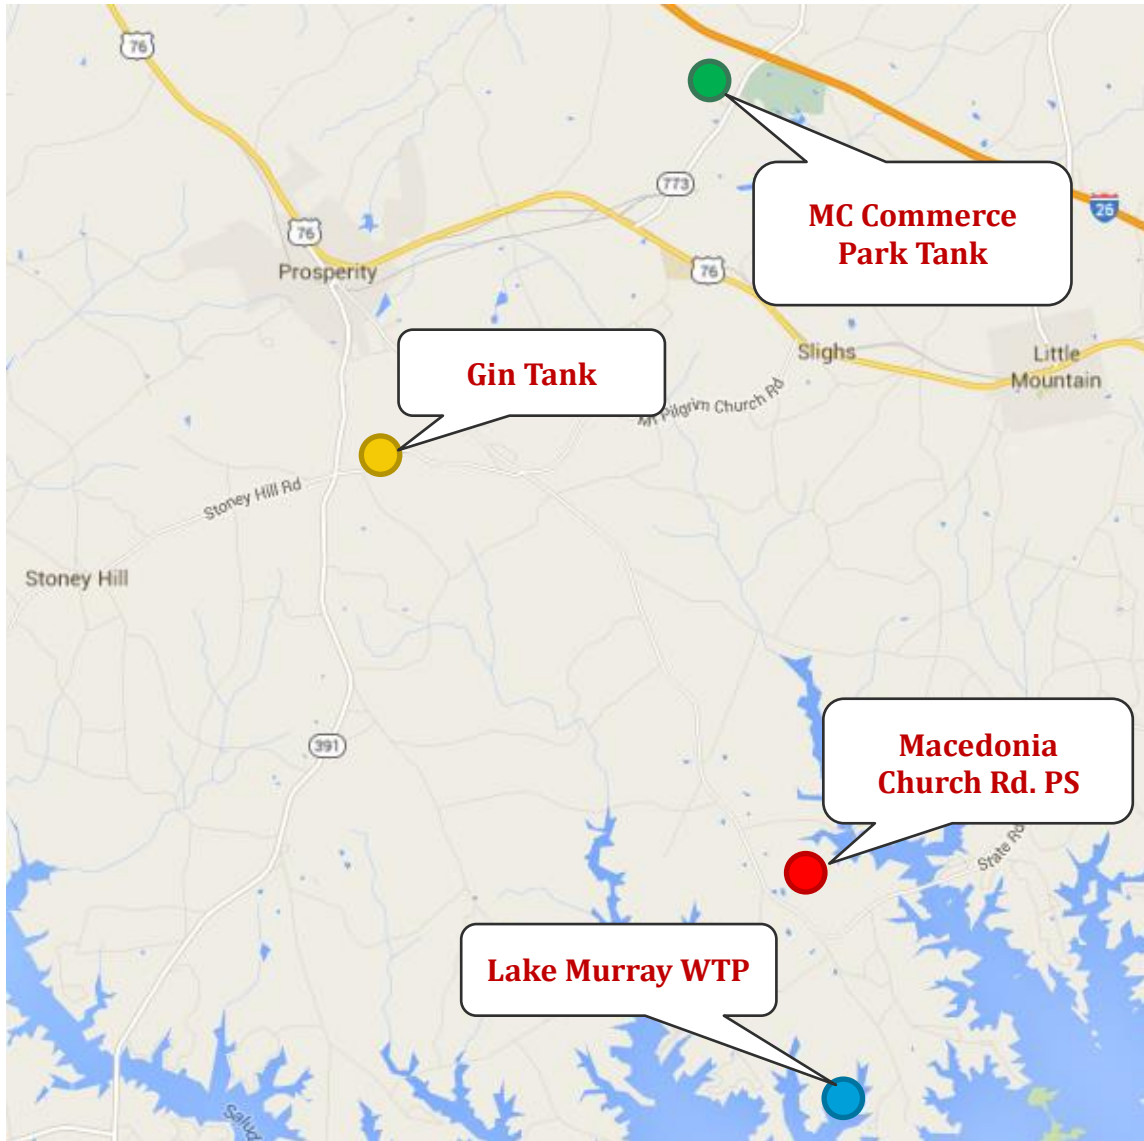 76
773
MC Commerce
Park Tank
26
76
Prosperity
76
Slighs
Little
Mountain
Gin Tank
Mt Pilgrim Church Rd
Stoney Hill Rd
Stoney Hill
391
Macedonia
Church Rd. PS
State Rd
Lake Murray WTP